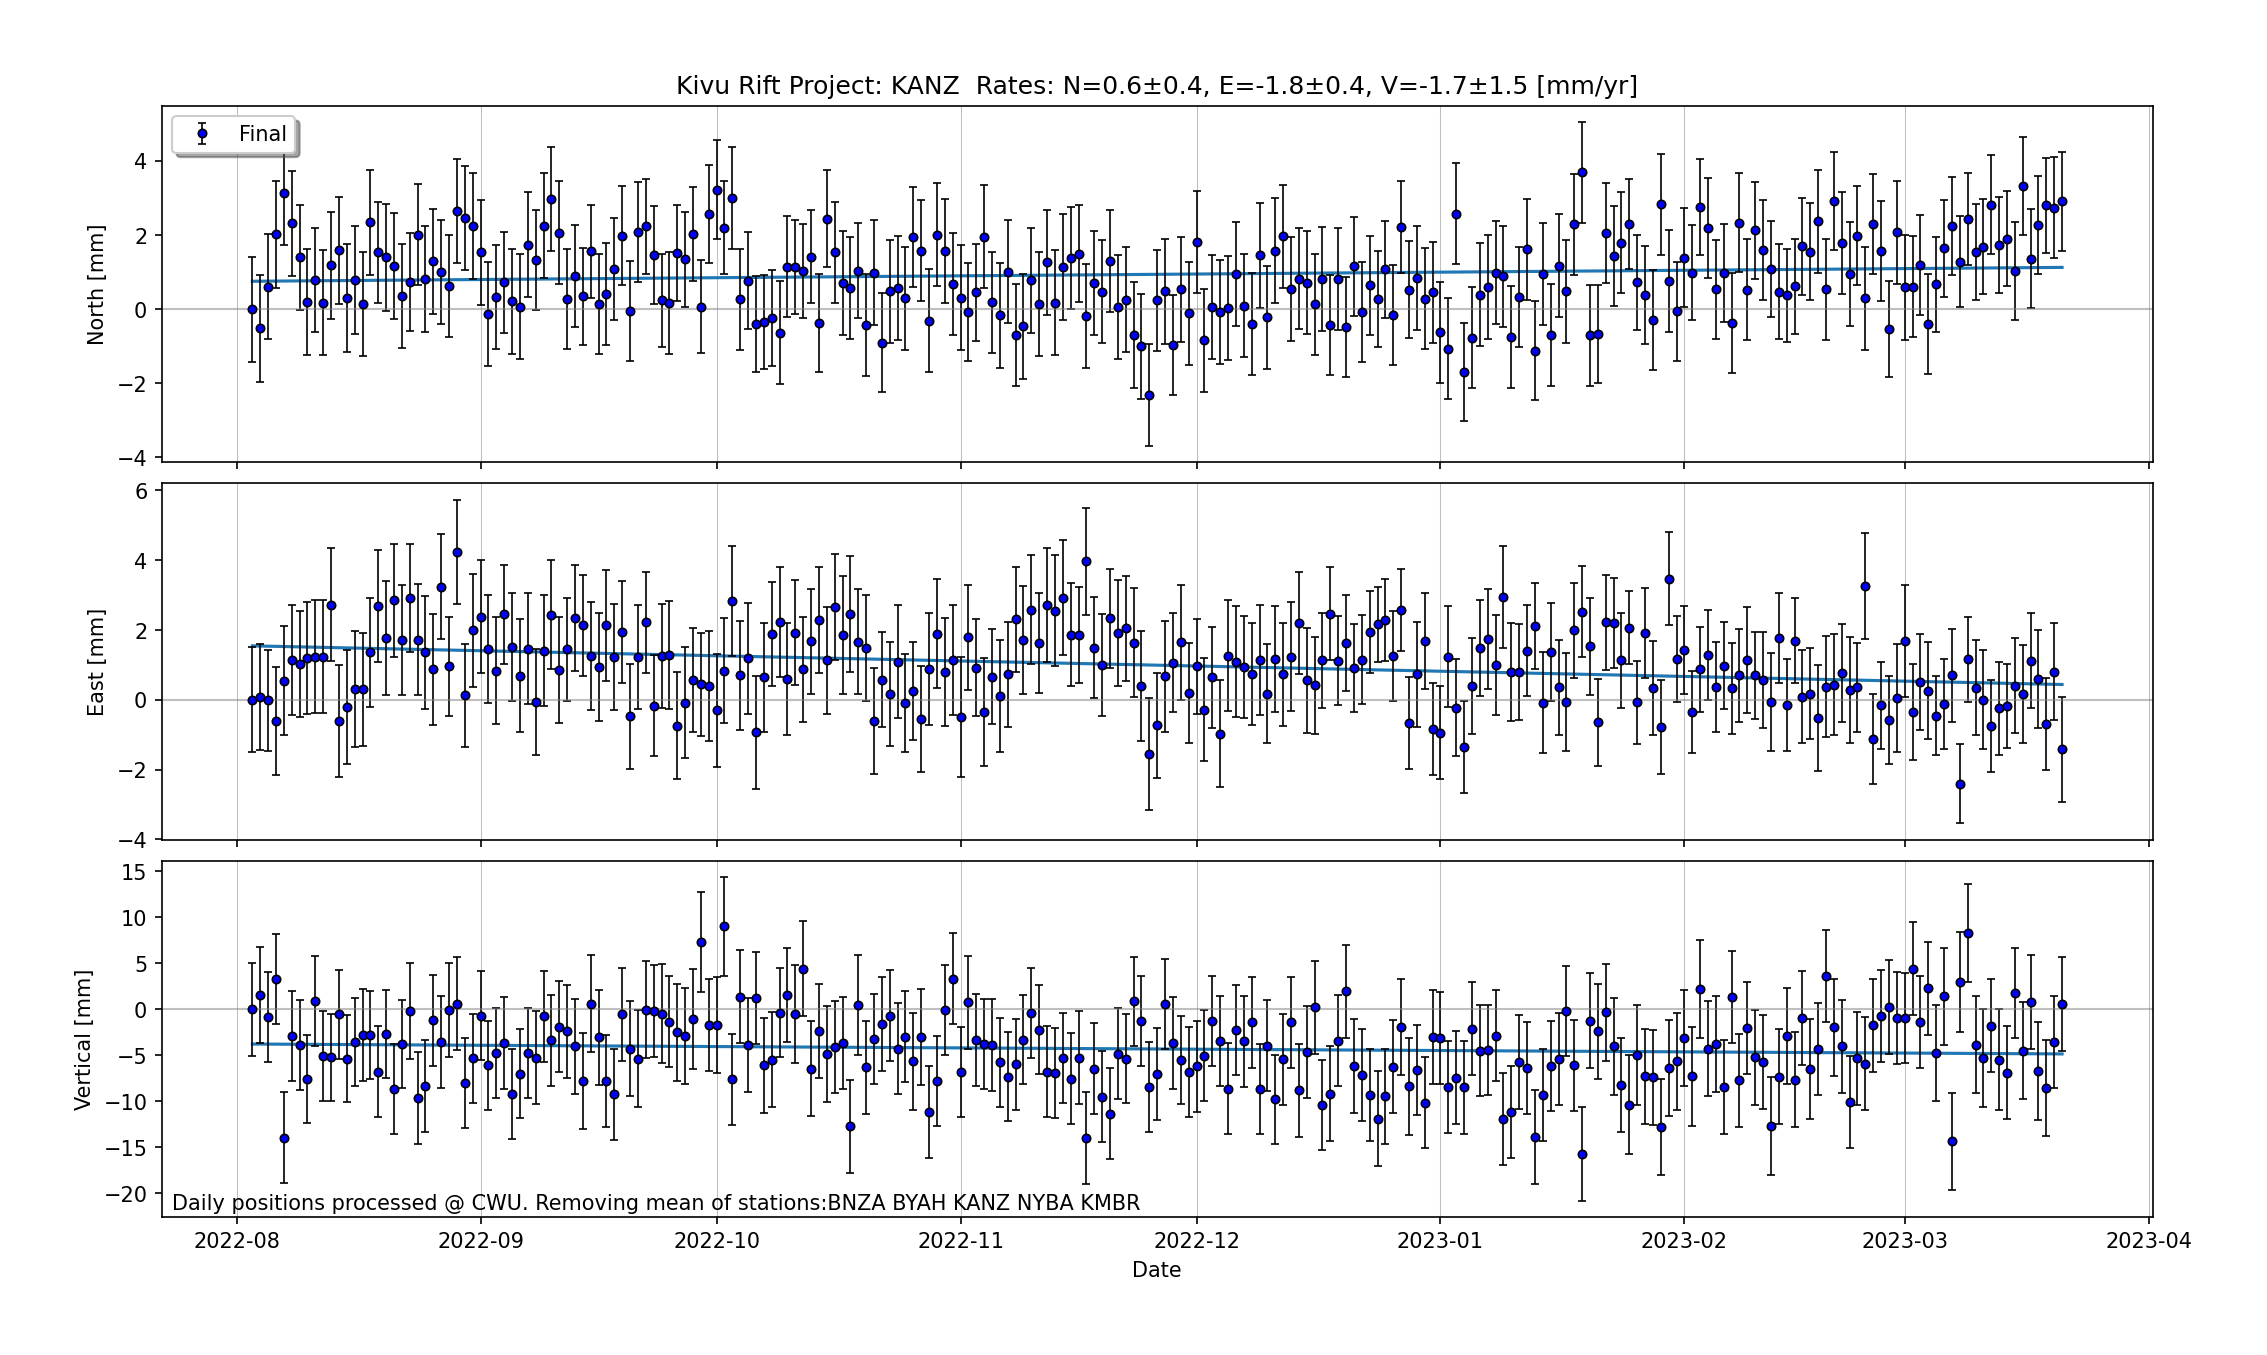 Kivu Rift Project: KANZ  Rates: N=0.6±0.4, E=-1.8±0.4, V=-1.7±1.5 [mm/yr]
Final
North [mm]
4
2
0
−2
−4
East [mm]
6
4
2
0
−2
−4
Vertical [mm]
15
10
5
0
−5
−10
−15
−20
Daily positions processed @ CWU. Removing mean of stations:BNZA BYAH KANZ NYBA KMBR
2022-08 2022-09 2022-10 2022-11 2022-12 2023-01 2023-02 2023-03 2023-04
Date